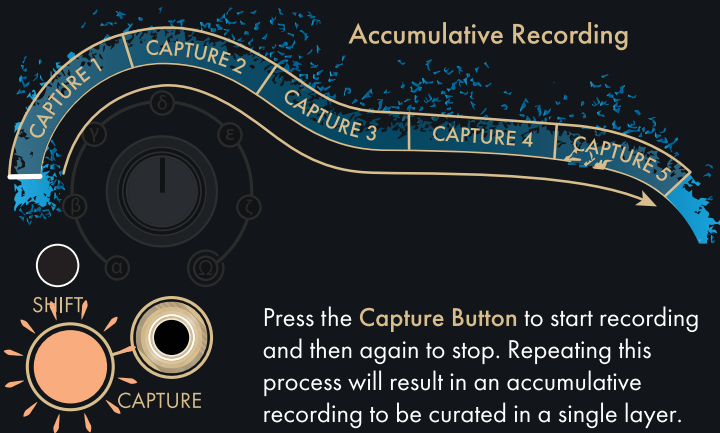 Accumulative Recording
CAPTURE 1
CAPTURE 2
CAPTURE 3
CAPTURE 4
CAPTURE 5
δ
γ
ε
β
ζ
α
Ω
SHIFT
CAPTURE
Press the Capture Button to start recording
and then again to stop. Repeating this
process will result in an accumulative
recording to be curated in a single layer.